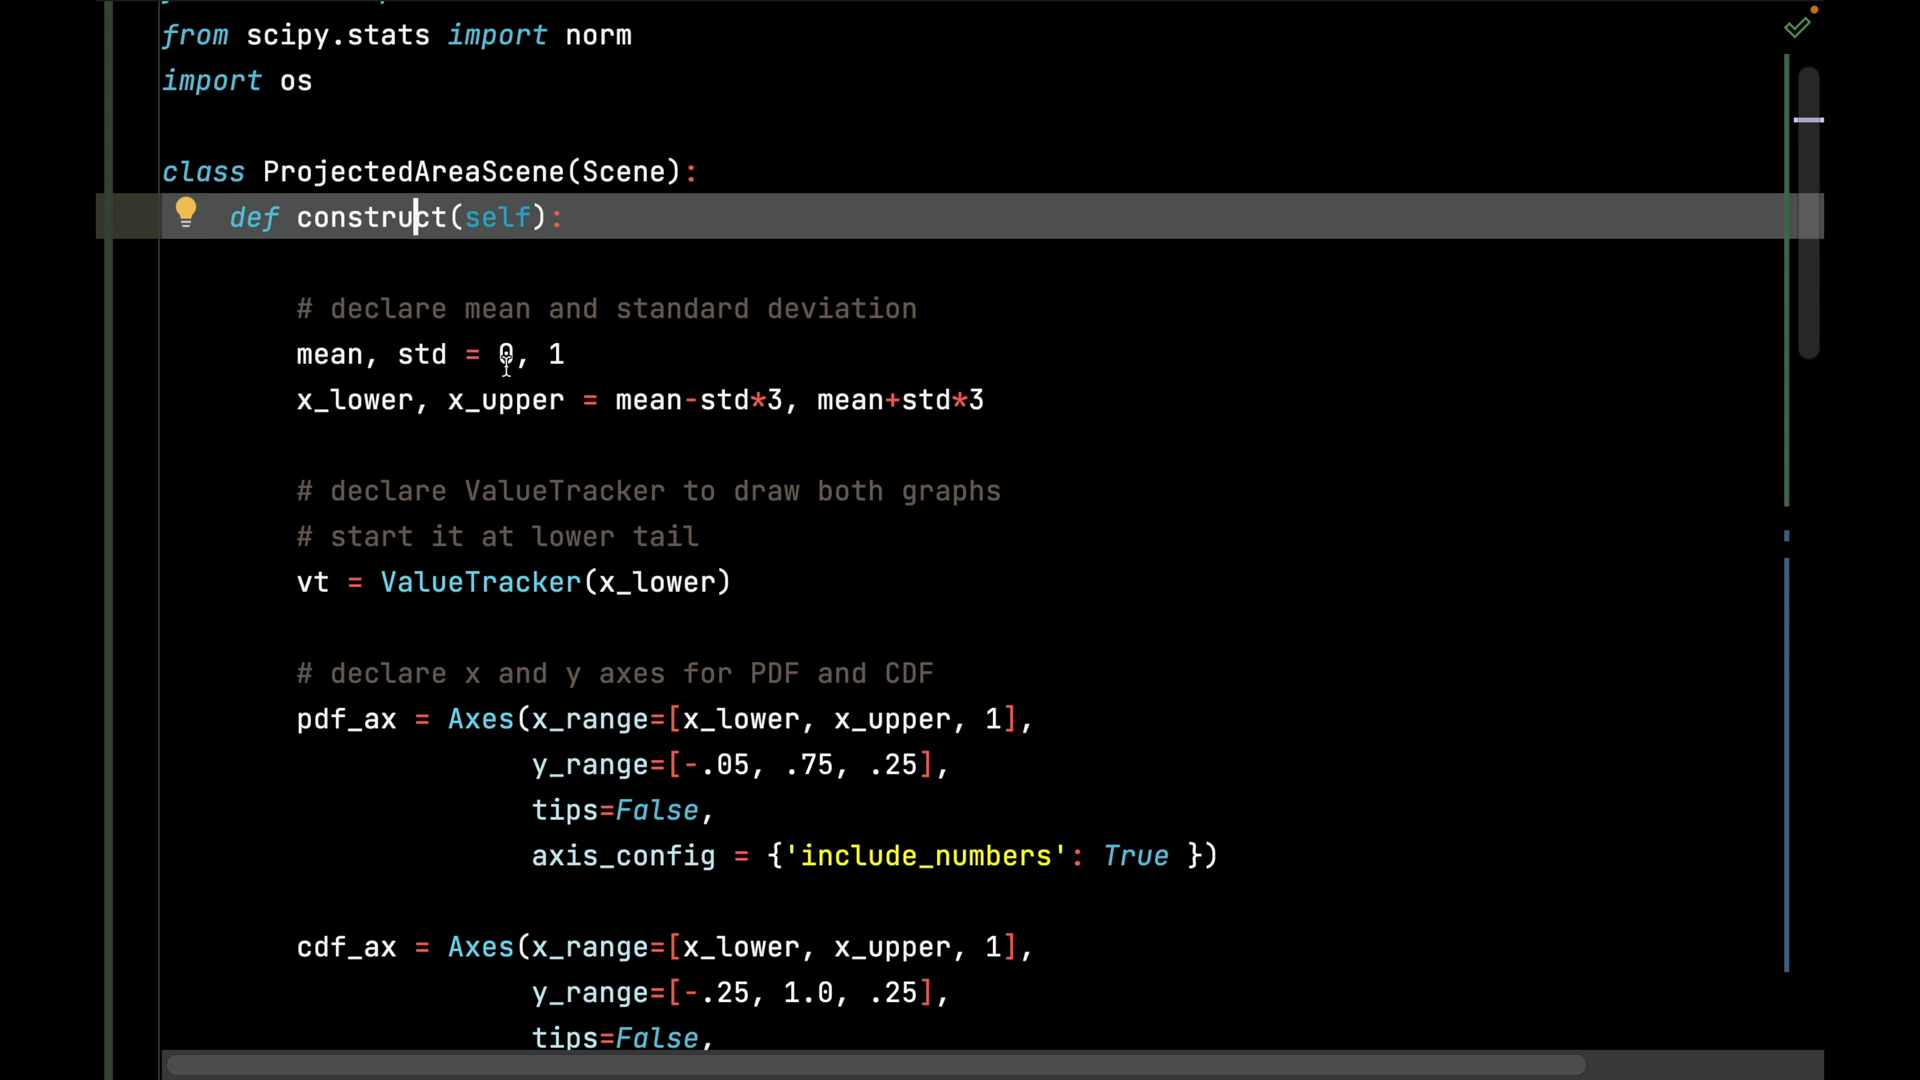 from scipy.stats import norm
import os
class ProjectedAreaScene(Scene):
def construct(self):
# declare mean and standard deviation
mean, std = 0, 1
x_lower, x_upper = mean-std*3, mean+std*3
# declare ValueTracker to draw both graphs
# start it at lower tail
vt = ValueTracker(x_lower)
# declare x and y axes for PDF and CDF
pdf_ax = Axes(x_range=[x_lower, x_upper, 1],
y_range=[-.05, .75, .25],
tips=False,
axis_config = {'include_numbers': True })
cdf_ax = Axes(x_range=[x_lower, x_upper, 1],
y_range=[-.25, 1.0, .25],
tips=False,